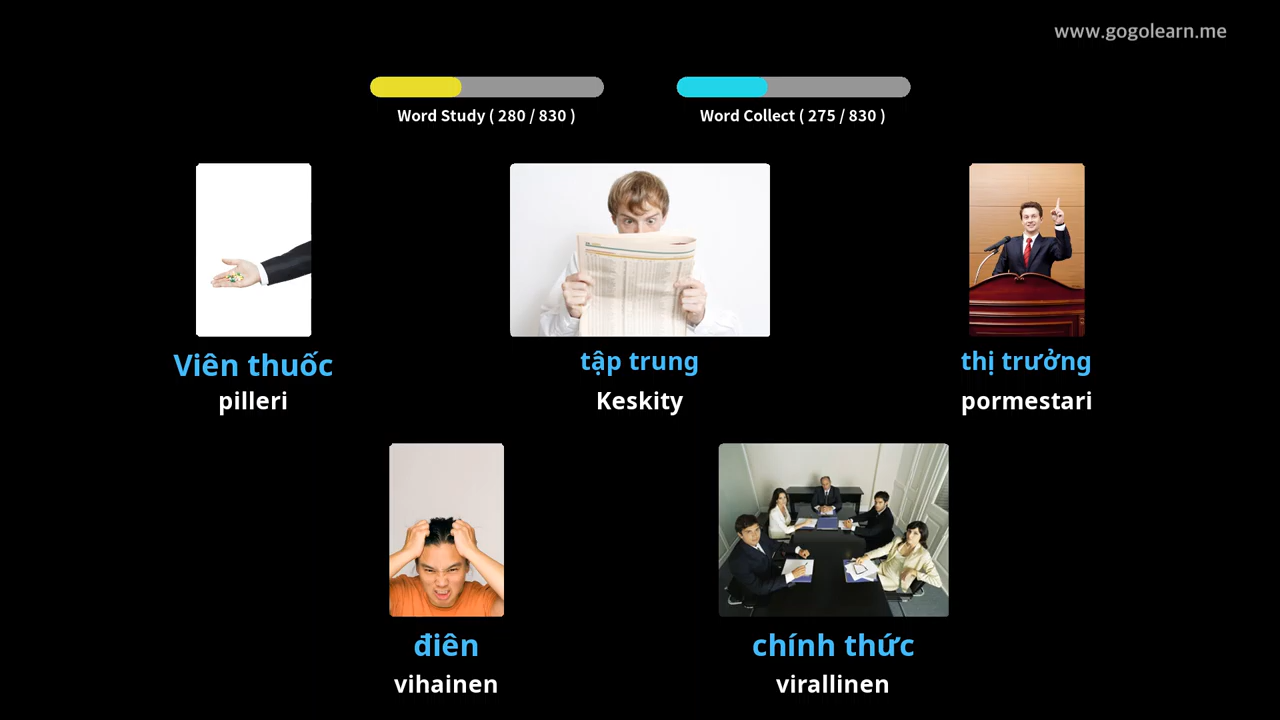 www.gogolearn.me
Word Study ( 280 / 830 )
Word Collect ( 275 / 830 )
Viên thuốc
pilleri
tập trung
Keskity
thị trưởng
pormestari
điên
vihainen
chính thức
virallinen